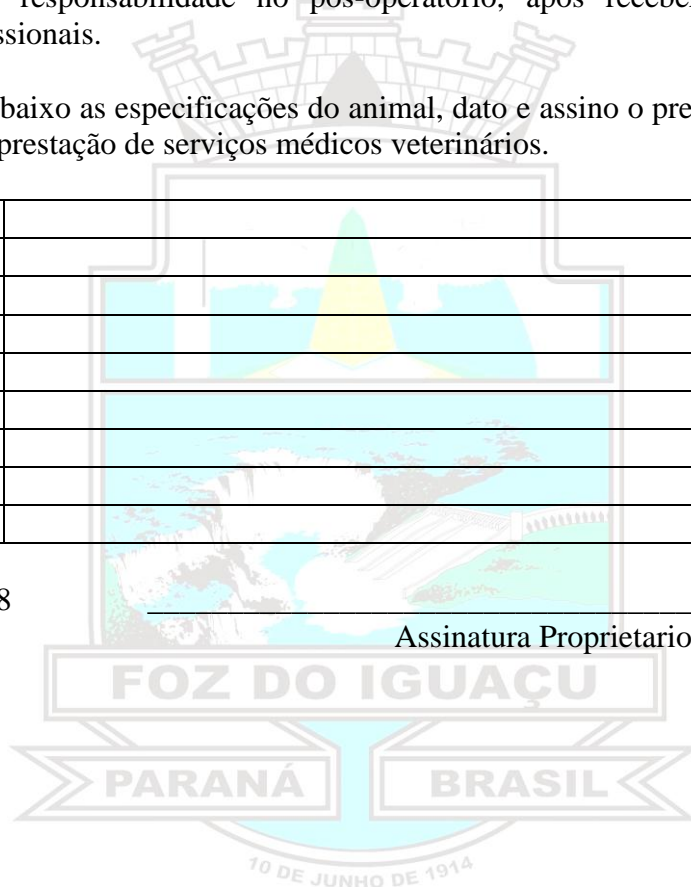 responsabilidade no pós-operatório, após receber
ssionais.
baixo as especificações do animal, dato e assino o pre
prestação de serviços médicos veterinários.
8
Assinatura Proprietario
FOZ DO IGUAÇU
PARANÁ BRASIL
10 DE JUNHO DE 1914